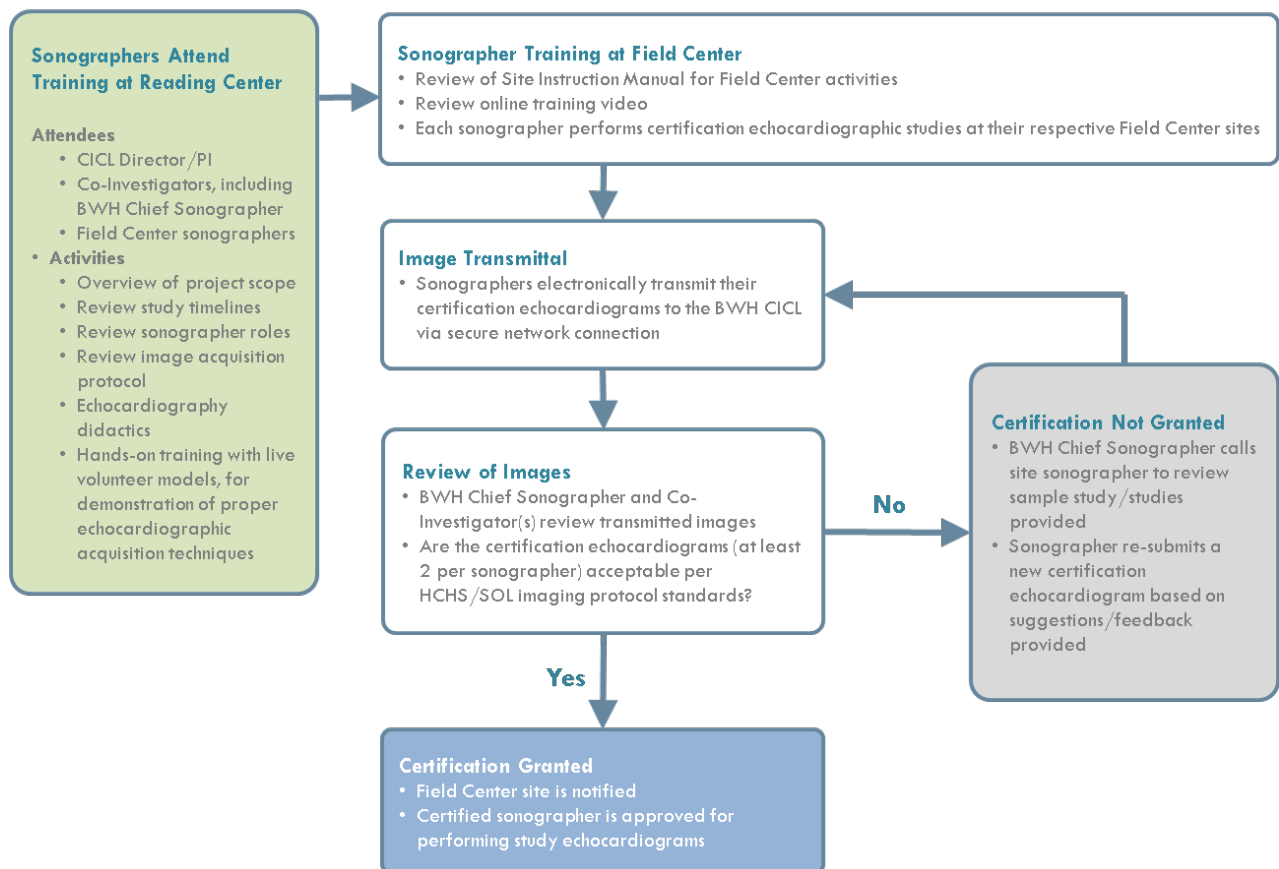 Sonographers Attend
Training at Reading Center
Attendees
• CICL Director/PI
• Co-Investigators, including
BWH Chief Sonographer
• Field Center sonographers
• Activities
• Overview of project scope
• Review study timelines
• Review sonographer roles
• Review image acquisition
protocol
• Echocardiography
didactics
• Hands-on training with live
volunteer models, for
demonstration of proper
echocardiographic
acquisition techniques
Sonographer Training at Field Center
• Review of Site Instruction Manual for Field Center activities
• Review online training video
• Each sonographer performs certification echocardiographic studies at their respective Field Center sites
Image Transmittal
• Sonographers electronically transmit their
certification echocardiograms to the BWH CICL
via secure network connection
Review of Images
• BWH Chief Sonographer and Co-
Investigator(s) review transmitted images
• Are the certification echocardiograms (at least
2 per sonographer) acceptable per
HCHS/SOL imaging protocol standards?
No
Certification Not Granted
• BWH Chief Sonographer calls
site sonographer to review
sample study/studies
provided
• Sonographer re-submits a
new certification
echocardiogram based on
suggestions/feedback
provided
Yes
Certification Granted
• Field Center site is notified
• Certified sonographer is approved for
performing study echocardiograms